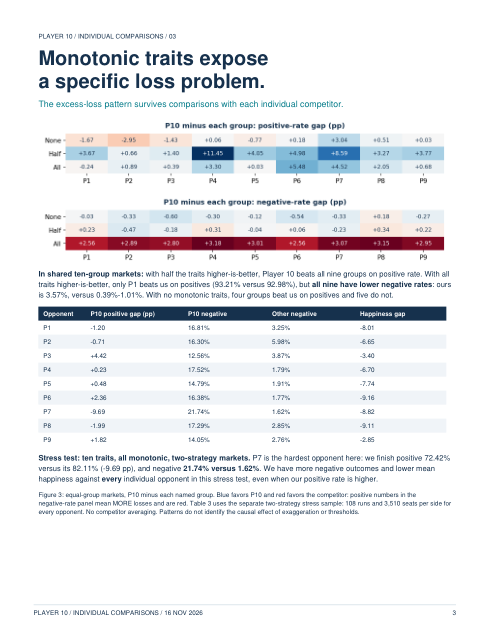 PLAYER 10 / INDIVIDUAL COMPARISONS / 03
Monotonic traits expose
a specific loss problem.
The excess-loss pattern survives comparisons with each individual competitor.
P10 minus each group: positive-rate gap (pp)
None -1.67 -2.95 -1.43 +0.06 -0.77 +0.18 +3.04 +0.51 +0.03
Half +3.67 +0.66 +1.40 +11.45 +4.05 +4.98 +8.59 +3.27 +3.77
All -0.24 +0.89 +0.39 +3.30 +0.03 +5.48 +4.52 +2.05 +0.68
P1 P2 P3 P4 P5 P6 P7 P8 P9
P10 minus each group: negative-rate gap (pp)
None -0.03 -0.33 -0.60 -0.30 -0.12 -0.54 -0.33 +0.18 -0.27
Half +0.23 -0.47 -0.18 +0.31 -0.04 +0.06 -0.23 +0.34 +0.22
All +2.56 +2.89 +2.80 +3.18 +3.01 +2.56 +3.07 +3.15 +2.95
P1 P2 P3 P4 P5 P6 P7 P8 P9
In shared ten-group markets: with half the traits higher-is-better, Player 10 beats all nine groups on positive rate. With all
traits higher-is-better, only P1 beats us on positives (93.21% versus 92.98%), but all nine have lower negative rates: ours
is 3.57%, versus 0.39%-1.01%. With no monotonic traits, four groups beat us on positives and five do not.
Opponent P10 positive gap (pp) P10 negative Other negative Happiness gap
P1 -1.20 16.81% 3.25% -8.01
P2 -0.71 16.30% 5.98% -6.65
P3 +4.42 12.56% 3.87% -3.40
P4 +0.23 17.52% 1.79% -6.70
P5 +0.48 14.79% 1.91% -7.74
P6 +2.36 16.38% 1.77% -9.16
P7 -9.69 21.74% 1.62% -8.82
P8 -1.99 17.29% 2.85% -9.11
P9 +1.82 14.05% 2.76% -2.85
Stress test: ten traits, all monotonic, two-strategy markets. P7 is the hardest opponent here: we finish positive 72.42%
versus its 82.11% (-9.69 pp), and negative 21.74% versus 1.62%. We have more negative outcomes and lower mean
happiness against every individual opponent in this stress test, even when our positive rate is higher.
Figure 3: equal-group markets, P10 minus each named group. Blue favors P10 and red favors the competitor: positive numbers in the
negative-rate panel mean MORE losses and are red. Table 3 uses the separate two-strategy stress sample: 108 runs and 3,510 seats per side for
every opponent. No competitor averaging. Patterns do not identify the causal effect of exaggeration or thresholds.
PLAYER 10 / INDIVIDUAL COMPARISONS / 16 NOV 2026 3